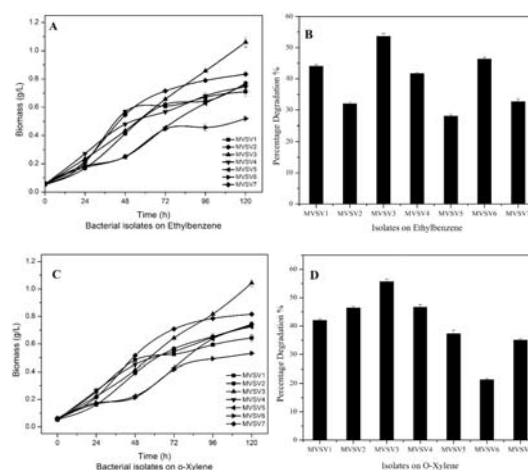 A
Biomass (g/L)
1.2
1.0
0.8
0.6
0.4
0.2
0.0
MVSV1
MVSV2
MVSV3
MVSV4
MVSV5
MVSV6
MVSV7
0 24 48 72 96 120
Time (h)
Bacterial isolates on Ethylbenzene
B
Percentage Degradation %
60
50
40
30
20
10
0
MVSV1 MVSV2 MVSV3 MVSV4 MVSV5 MVSV6
Isolates on Ethylbenzene
C
Biomass (g/L)
1.2
1.0
0.8
0.6
0.4
0.2
0.0
MVSV1
MVSV2
MVSV3
MVSV4
MVSV5
MVSV6
MVSV7
0 24 48 72 96 120
Time (h)
Bacterial isolates on o-Xylene
D
Percentage Degradation %
60
50
40
30
20
10
0
MVSV1 MVSV2 MVSV3 MVSV4 MVSV5 MVSV6
Isolates on O-Xylene